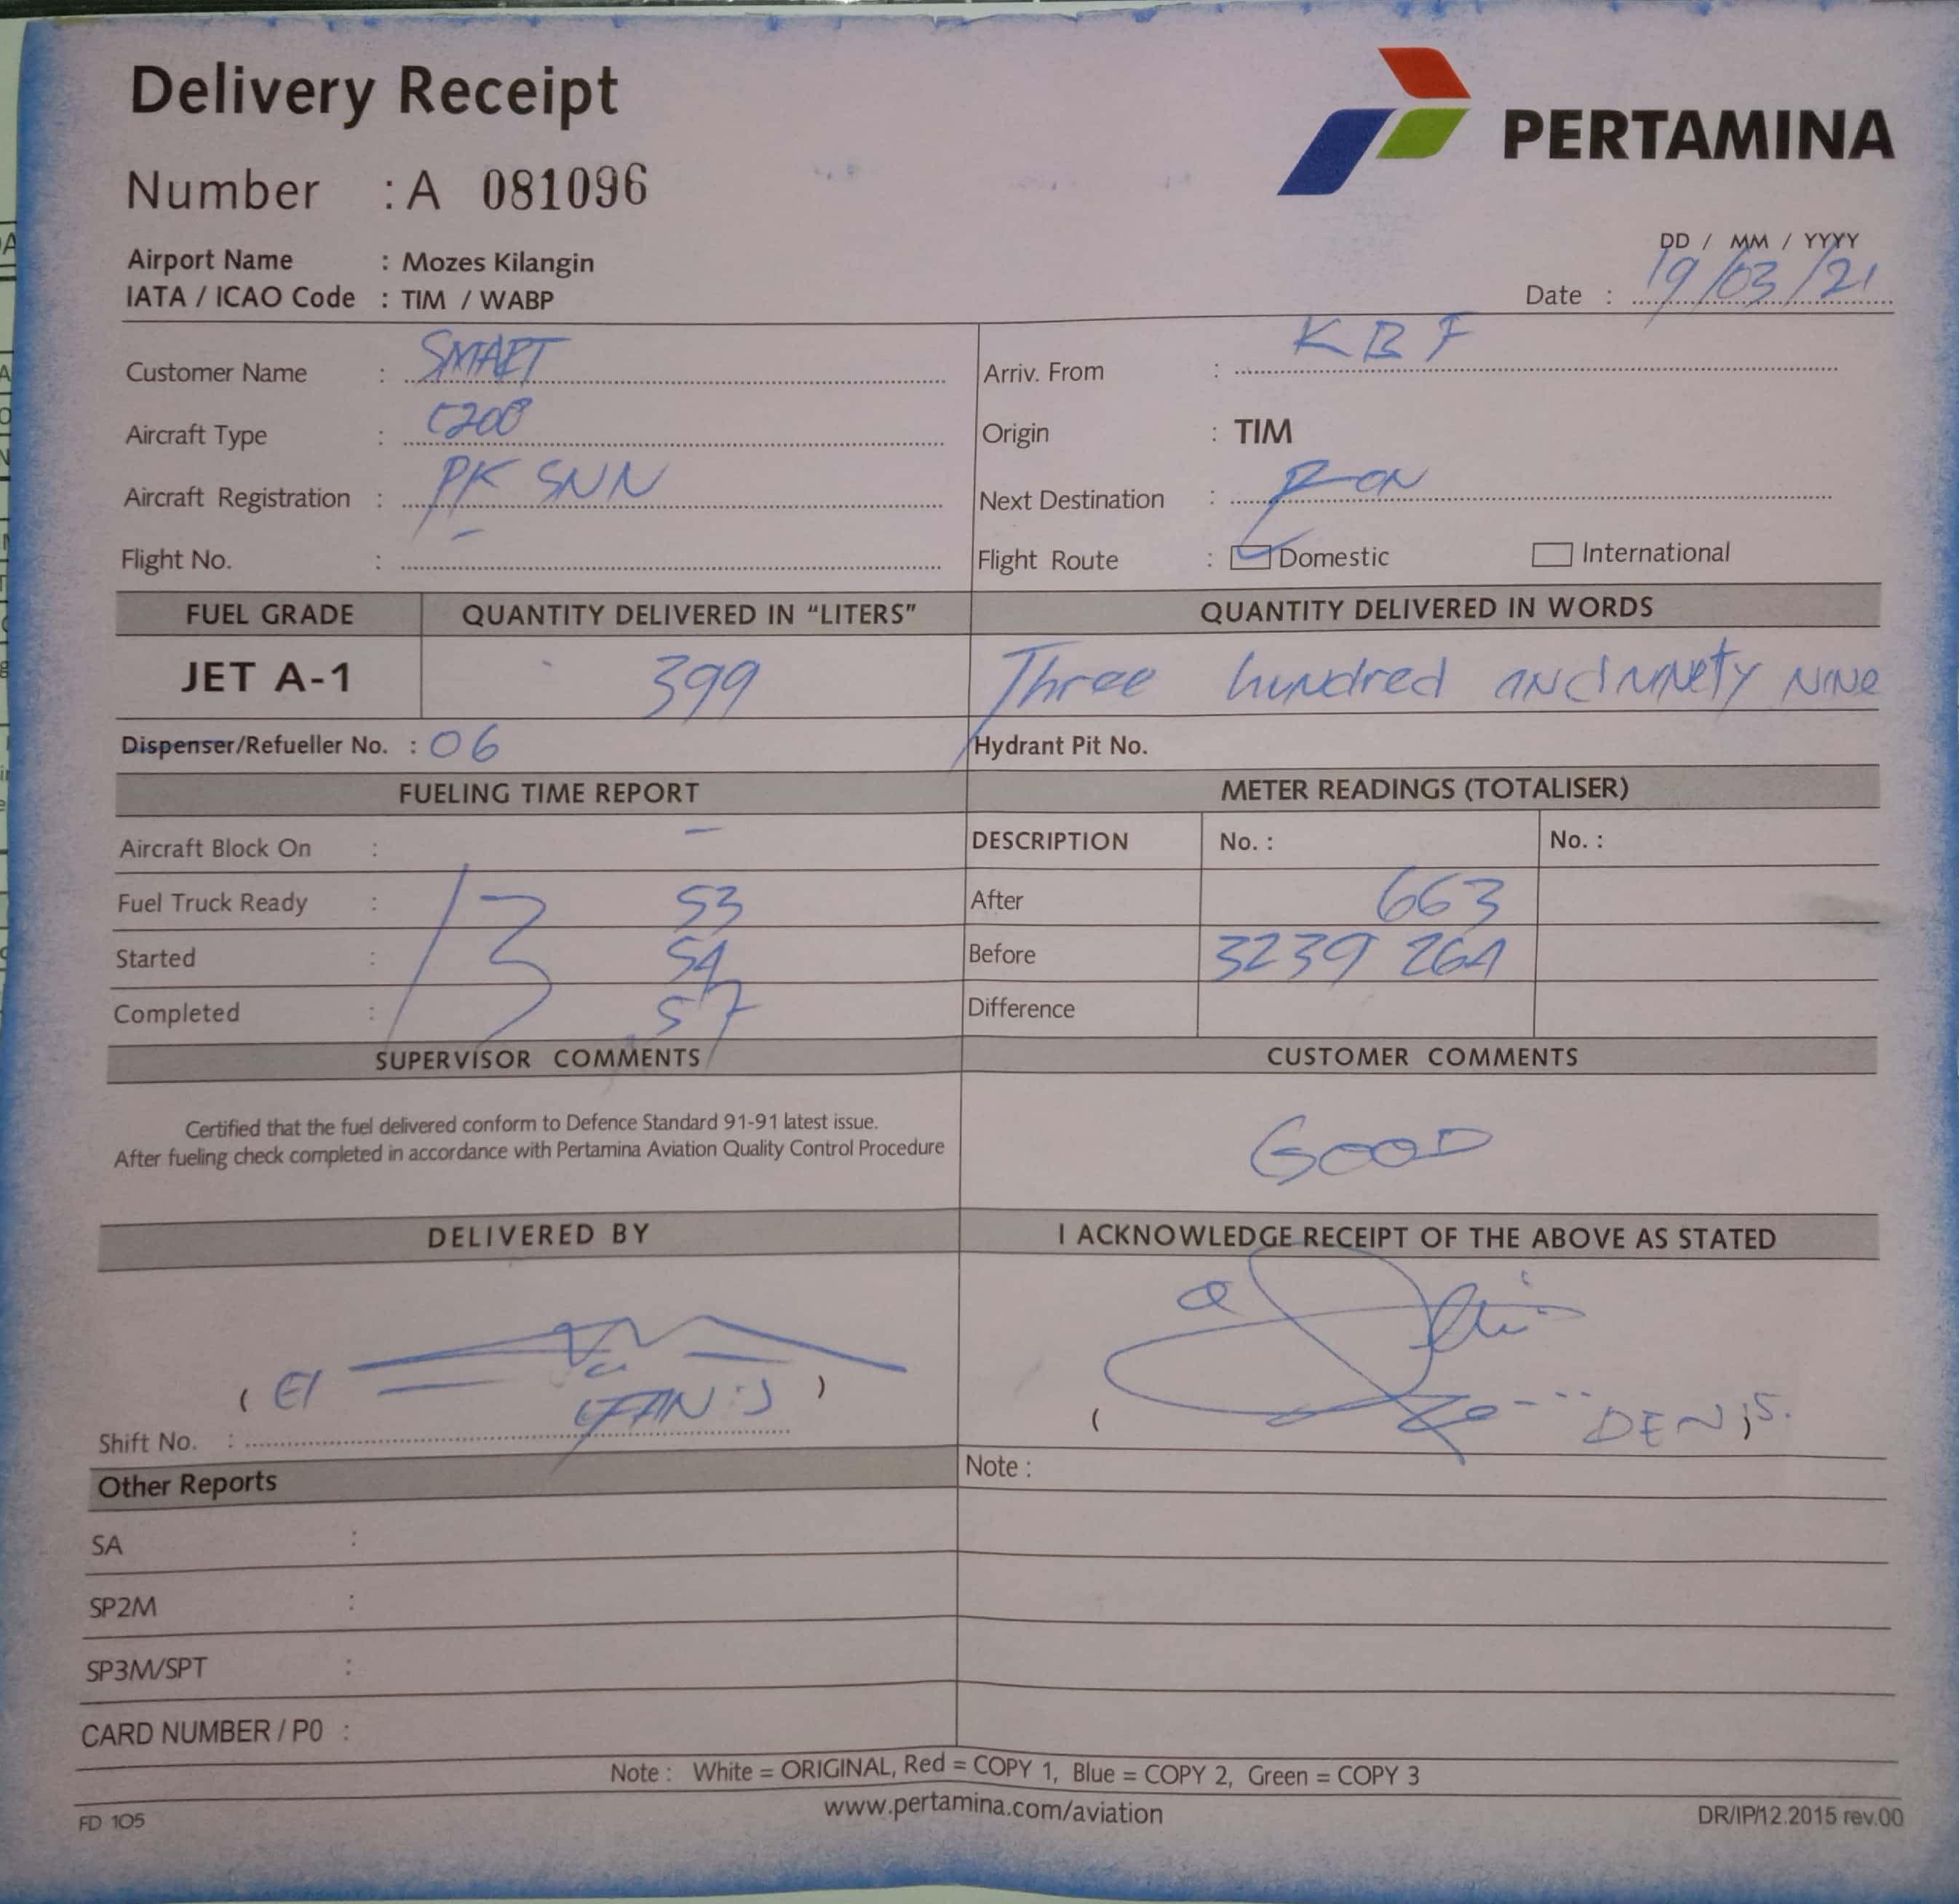 Delivery Receipt
PERTAMINA
Number : A 081096
Airport Name : Mozes Kilangin
IATA / ICAO Code : TIM / WABP
DD / MM / YYYY
Date : 19/03/21
Customer Name : SMART
Arriv. From : KBF
Aircraft Type : C208
Origin : TIM
Aircraft Registration : PK SNN
Next Destination : RON
Flight No. : -
Flight Route : Domestic International
FUEL GRADE QUANTITY DELIVERED IN “LITERS” QUANTITY DELIVERED IN WORDS
JET A-1 399 Three hundred and ninety nine
Dispenser/Refueller No. : 06 Hydrant Pit No.
FUELING TIME REPORT METER READINGS (TOTALISER)
Aircraft Block On : - DESCRIPTION No. : No. :
Fuel Truck Ready : 53 After 663
Started : 13 54 Before 3239 264
Completed : 57 Difference
SUPERVISOR COMMENTS CUSTOMER COMMENTS
Certified that the fuel delivered conform to Defence Standard 91-91 latest issue.
After fueling check completed in accordance with Pertamina Aviation Quality Control Procedure
GOOD
DELIVERED BY I ACKNOWLEDGE RECEIPT OF THE ABOVE AS STATED
( )
( DENIS.
Shift No. :
Other Reports Note :
SA :
SP2M :
SP3M/SPT :
CARD NUMBER / P0 :
Note : White = ORIGINAL, Red = COPY 1, Blue = COPY 2, Green = COPY 3
www.pertamina.com/aviation
FD 105 DR/IP/12.2015 rev.00